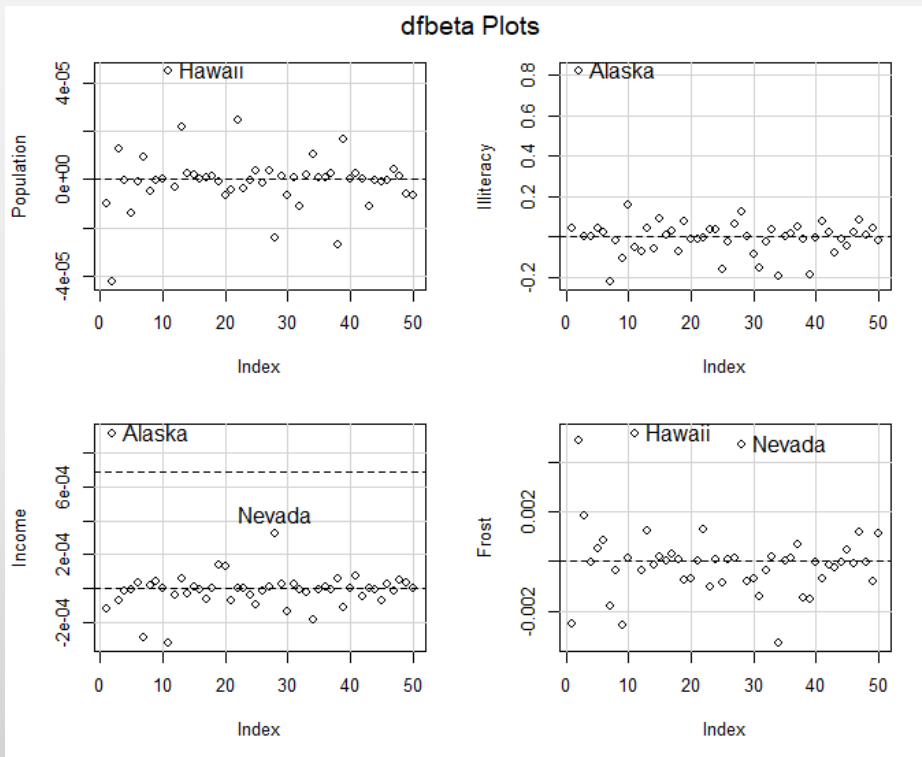 dfbeta Plots
Population
4e-05
0e+00
-4e-05
Hawaii
0 10 20 30 40 50
Index
Illiteracy
0.8
0.6
0.4
0.2
-0.2
Alaska
0 10 20 30 40 50
Index
Income
6e-04
2e-04
-2e-04
Alaska
Nevada
0 10 20 30 40 50
Index
Frost
0.002
-0.002
Hawaii
Nevada
0 10 20 30 40 50
Index